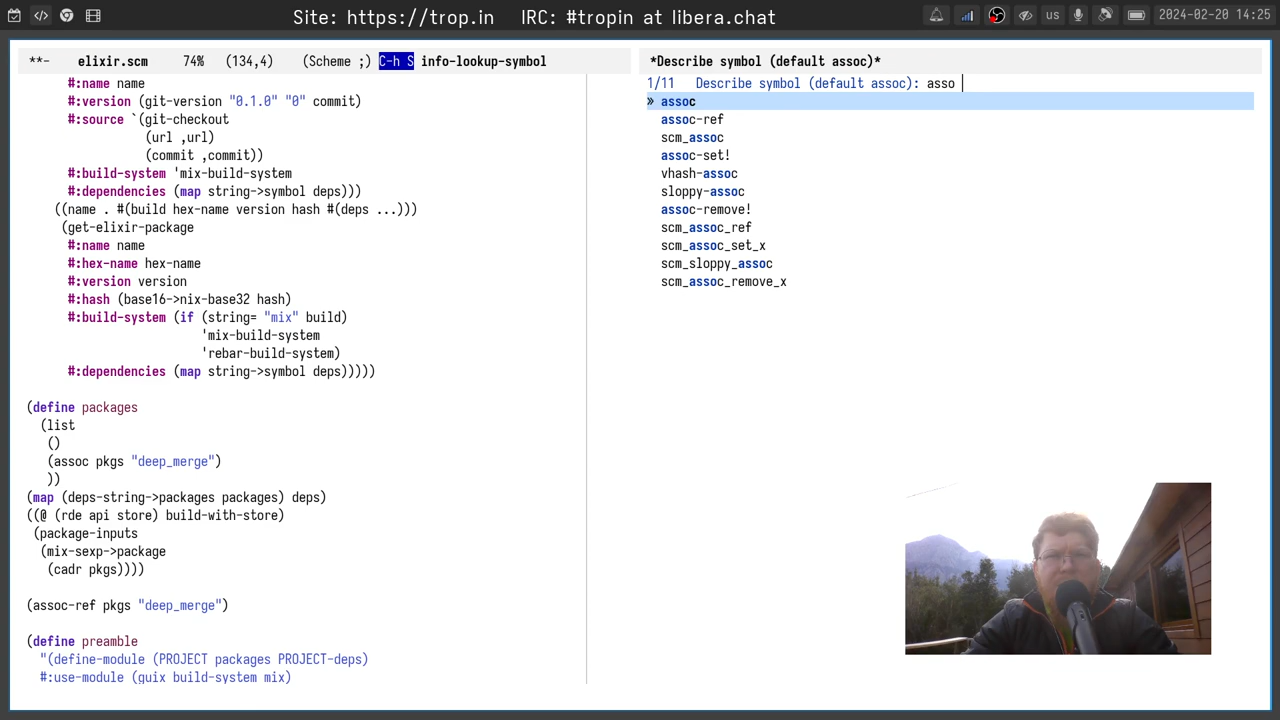 Site: https://trop.in   IRC: #tropin at libera.chat
us
2024-02-20 14:25
**-    elixir.scm     74%   (134,4)    (Scheme ;) C-h S info-lookup-symbol
#:name name
#:version (git-version "0.1.0" "0" commit)
#:source `(git-checkout
(url ,url)
(commit ,commit))
#:build-system 'mix-build-system
#:dependencies (map string->symbol deps)))
((name . #(build hex-name version hash #(deps ...)))
(get-elixir-package
#:name name
#:hex-name hex-name
#:version version
#:hash (base16->nix-base32 hash)
#:build-system (if (string= "mix" build)
'mix-build-system
'rebar-build-system)
#:dependencies (map string->symbol deps)))))
(define packages
(list
()
(assoc pkgs "deep_merge")
))
(map (deps-string->packages packages) deps)
((@ (rde api store) build-with-store)
(package-inputs
(mix-sexp->package
(cadr pkgs))))
(assoc-ref pkgs "deep_merge")
(define preamble
"(define-module (PROJECT packages PROJECT-deps)
#:use-module (guix build-system mix)
*Describe symbol (default assoc)*
1/11   Describe symbol (default assoc): asso
» assoc
assoc-ref
scm_assoc
assoc-set!
vhash-assoc
sloppy-assoc
assoc-remove!
scm_assoc_ref
scm_assoc_set_x
scm_sloppy_assoc
scm_assoc_remove_x